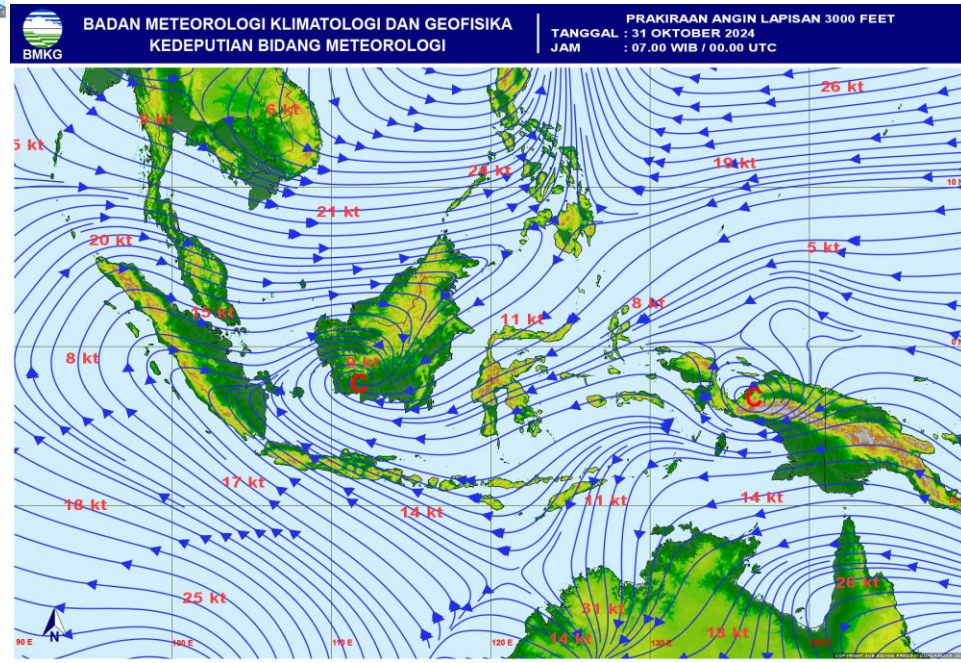 BADAN METEOROLOGI KLIMATOLOGI DAN GEOFISIKA
KEDEPUTIAN BIDANG METEOROLOGI
BMKG
PRAKIRAAN ANGIN LAPISAN 3000 FEET
TANGGAL : 31 OKTOBER 2024
JAM : 07.00 WIB / 00.00 UTC
26 kt
6 kt
9 kt
5 kt
19 kt
24 kt
10 N
21 kt
20 kt
5 kt
8 kt
15 kt
11 kt
8 kt
C
C
17 kt
18 kt
14 kt
11 kt
14 kt
26 kt
25 kt
31 kt
14 kt
18 kt
N
90 E
100 E
110 E
120 E
130 E